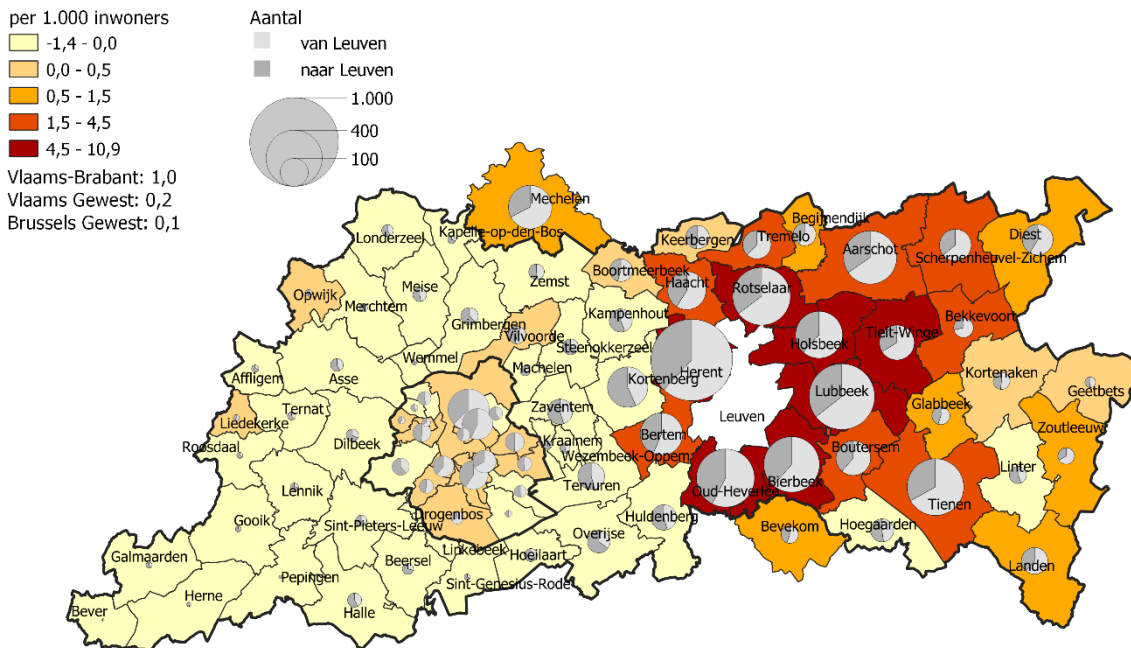 per 1.000 inwoners
-1,4 - 0,0
0,0 - 0,5
0,5 - 1,5
1,5 - 4,5
4,5 - 10,9
Vlaams-Brabant: 1,0
Vlaams Gewest: 0,2
Brussels Gewest: 0,1
Aantal
van Leuven
naar Leuven
1.000
400
100
Mechelen
Kapelle-op-den-Bos
Londerzeel
Keerbergen
Tremelo
Begijnendijk
Aarschot
Scherpenheuvel-Zichem
Diest
Zemst
Boortmeerbeek
Haacht
Rotselaar
Opwijk
Merchtem
Meise
Grimbergen
Vilvoorde
Kampenhout
Steenokkerzeel
Holsbeek
Tielt-Winge
Bekkevoort
Wemmel
Machelen
Herent
Kortenberg
Affligem
Asse
Kortenaken
Geetbets
Lubbeek
Glabbeek
Liedekerke
Ternat
Zaventem
Leuven
Zoutleeuw
Roosdaal
Dilbeek
Kraainem
Wezembeek-Oppem
Bertem
Boutersem
Linter
Lennik
Tervuren
Oud-Heverlee
Bierbeek
Tienen
Gooik
Sint-Pieters-Leeuw
Drogenbos
Huldenberg
Bevekom
Hoegaarden
Overijse
Galmaarden
Beersel
Linkebeek
Hoeilaart
Landen
Pepingen
Sint-Genesius-Rode
Herne
Halle
Bever